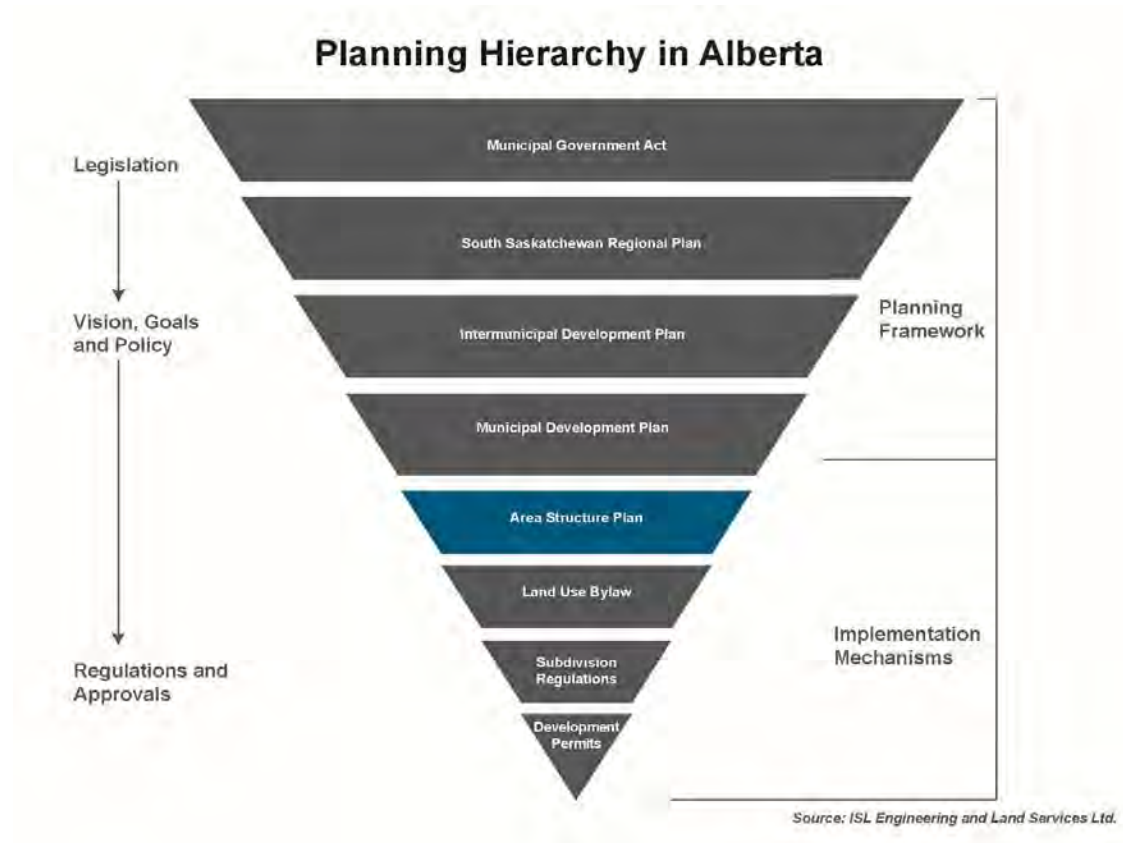 Planning Hierarchy in Alberta
Municipal Government Act
Legislation
South Saskatchewan Regional Plan
Vision, Goals
and Policy
Intermunicipal Development Plan
Planning
Framework
Municipal Development Plan
Area Structure Plan
Land Use Bylaw
Implementation
Mechanisms
Subdivision
Regulations
Regulations and
Approvals
Development
Permits
Source: ISL Engineering and Land Services Ltd.